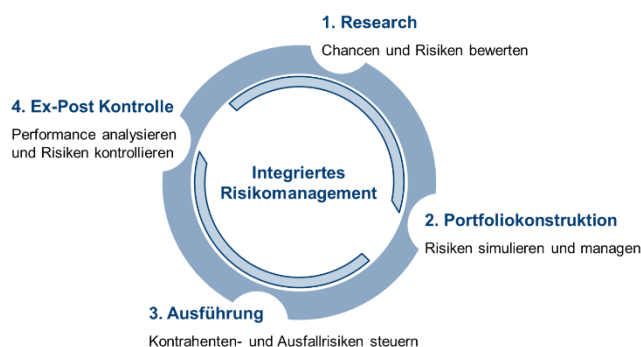 1. Research
Chancen und Risiken bewerten
4. Ex-Post Kontrolle
Performance analysieren
und Risiken kontrollieren
Integriertes
Risikomanagement
2. Portfoliokonstruktion
Risiken simulieren und managen
3. Ausführung
Kontrahenten- und Ausfallrisiken steuern